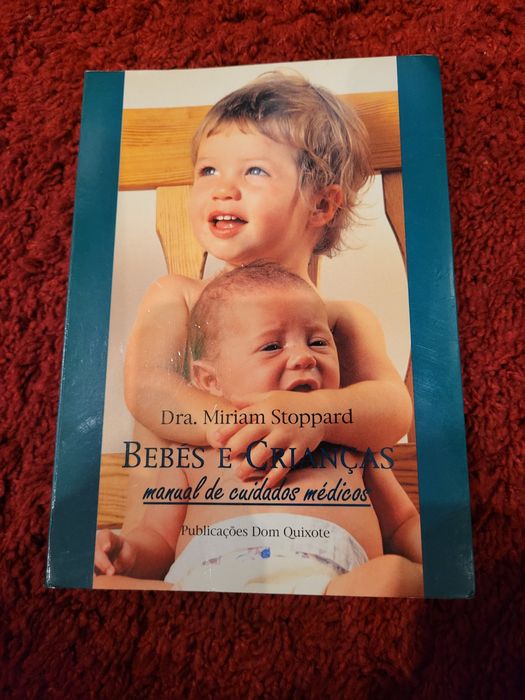 Dra. Miriam Stoppard
BEBÉS E CRIANÇAS
manual de cuidados médicos
Publicações Dom Quixote